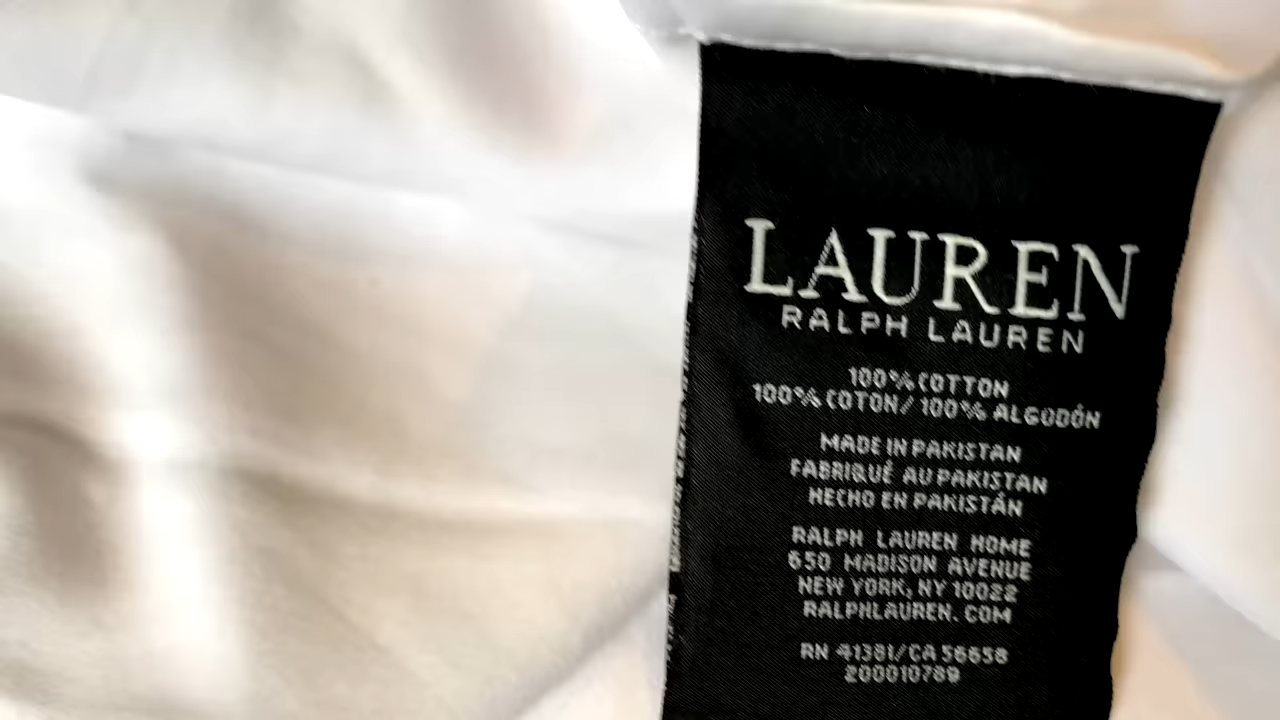 LAUREN
RALPH LAUREN
100% COTTON
100% COTON/ 100% ALGODÓN
MADE IN PAKISTAN
FABRIQUÉ AU PAKISTAN
HECHO EN PAKISTÁN
RALPH LAUREN HOME
650 MADISON AVENUE
NEW YORK, NY 10022
RALPHLAUREN.COM
RN 41381/CA 56658
200010789